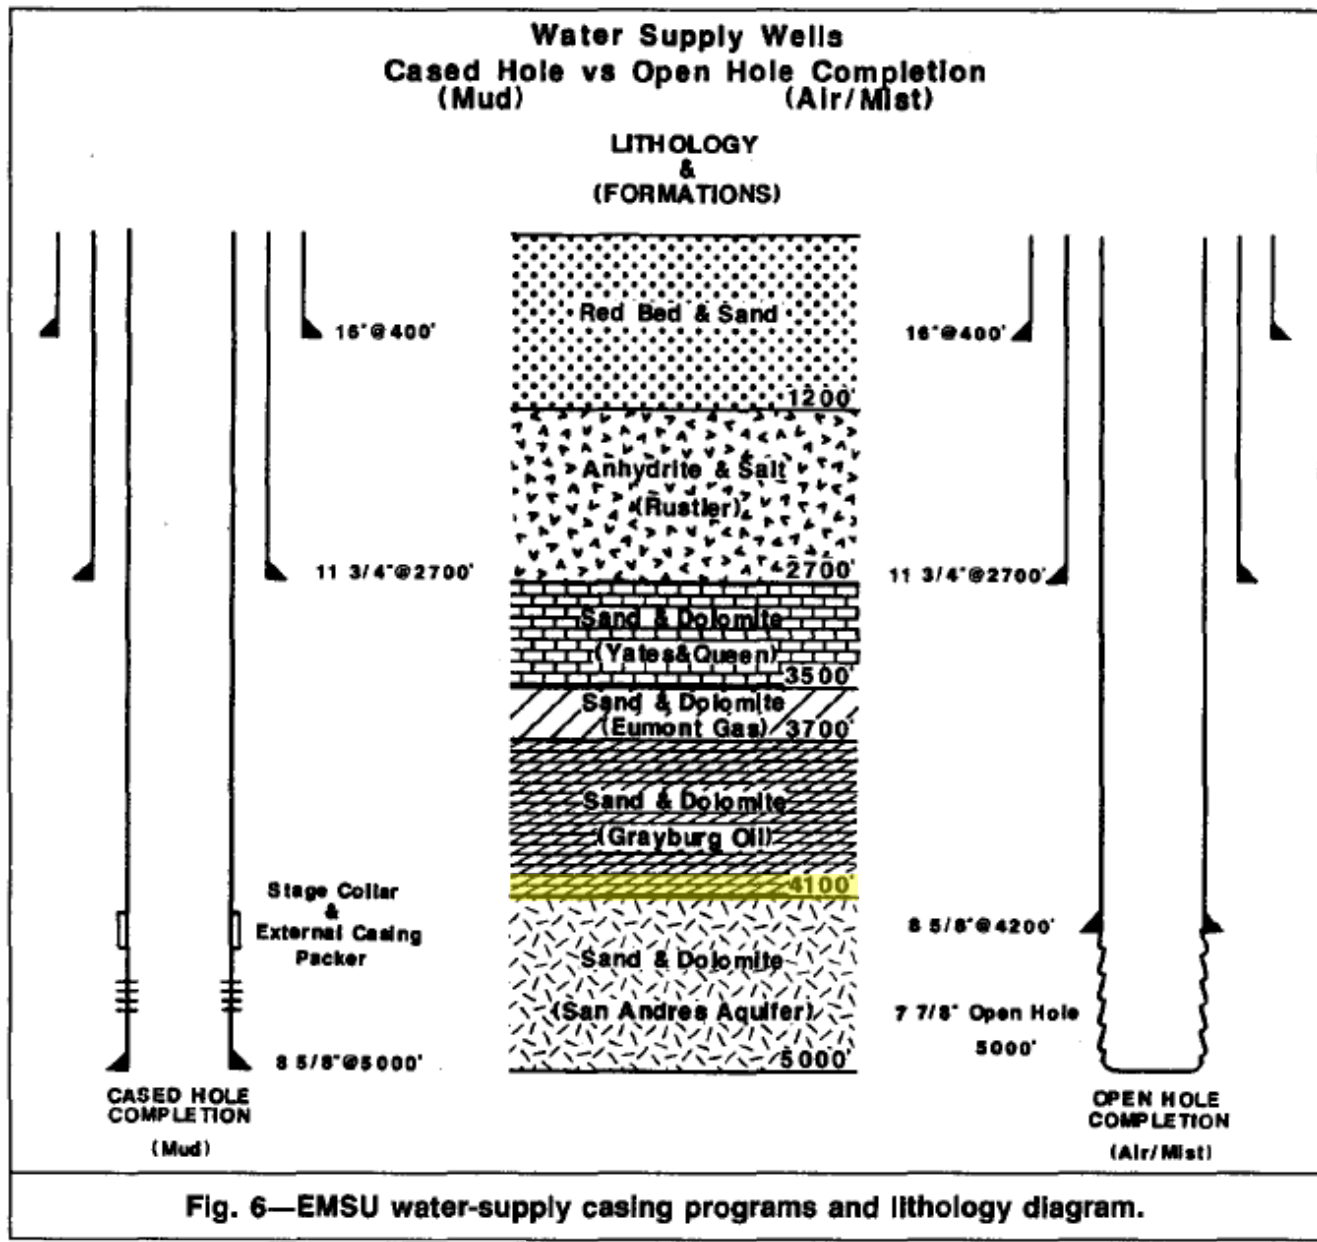 Water Supply Wells
Cased Hole vs Open Hole Completion
(Mud) (Air/Mist)
LITHOLOGY
&
(FORMATIONS)
Red Bed & Sand
16"@400'
16"@400'
1200'
Anhydrite & Salt
(Rustler)
2700'
11 3/4"@2700'
11 3/4"@2700'
Sand & Dolomite
(Yates&Queen)
3500'
Sand & Dolomite
(Eumont Gas) 3700'
Sand & Dolomite
(Grayburg Oil)
4100'
Stage Collar
&
External Casing
Packer
8 5/8"@4200'
Sand & Dolomite
(San Andres Aquifer)
5000'
7 7/8" Open Hole
5000'
8 5/8"@5000'
CASED HOLE
COMPLETION
(Mud)
OPEN HOLE
COMPLETION
(Air/Mist)
Fig. 6—EMSU water-supply casing programs and lithology diagram.